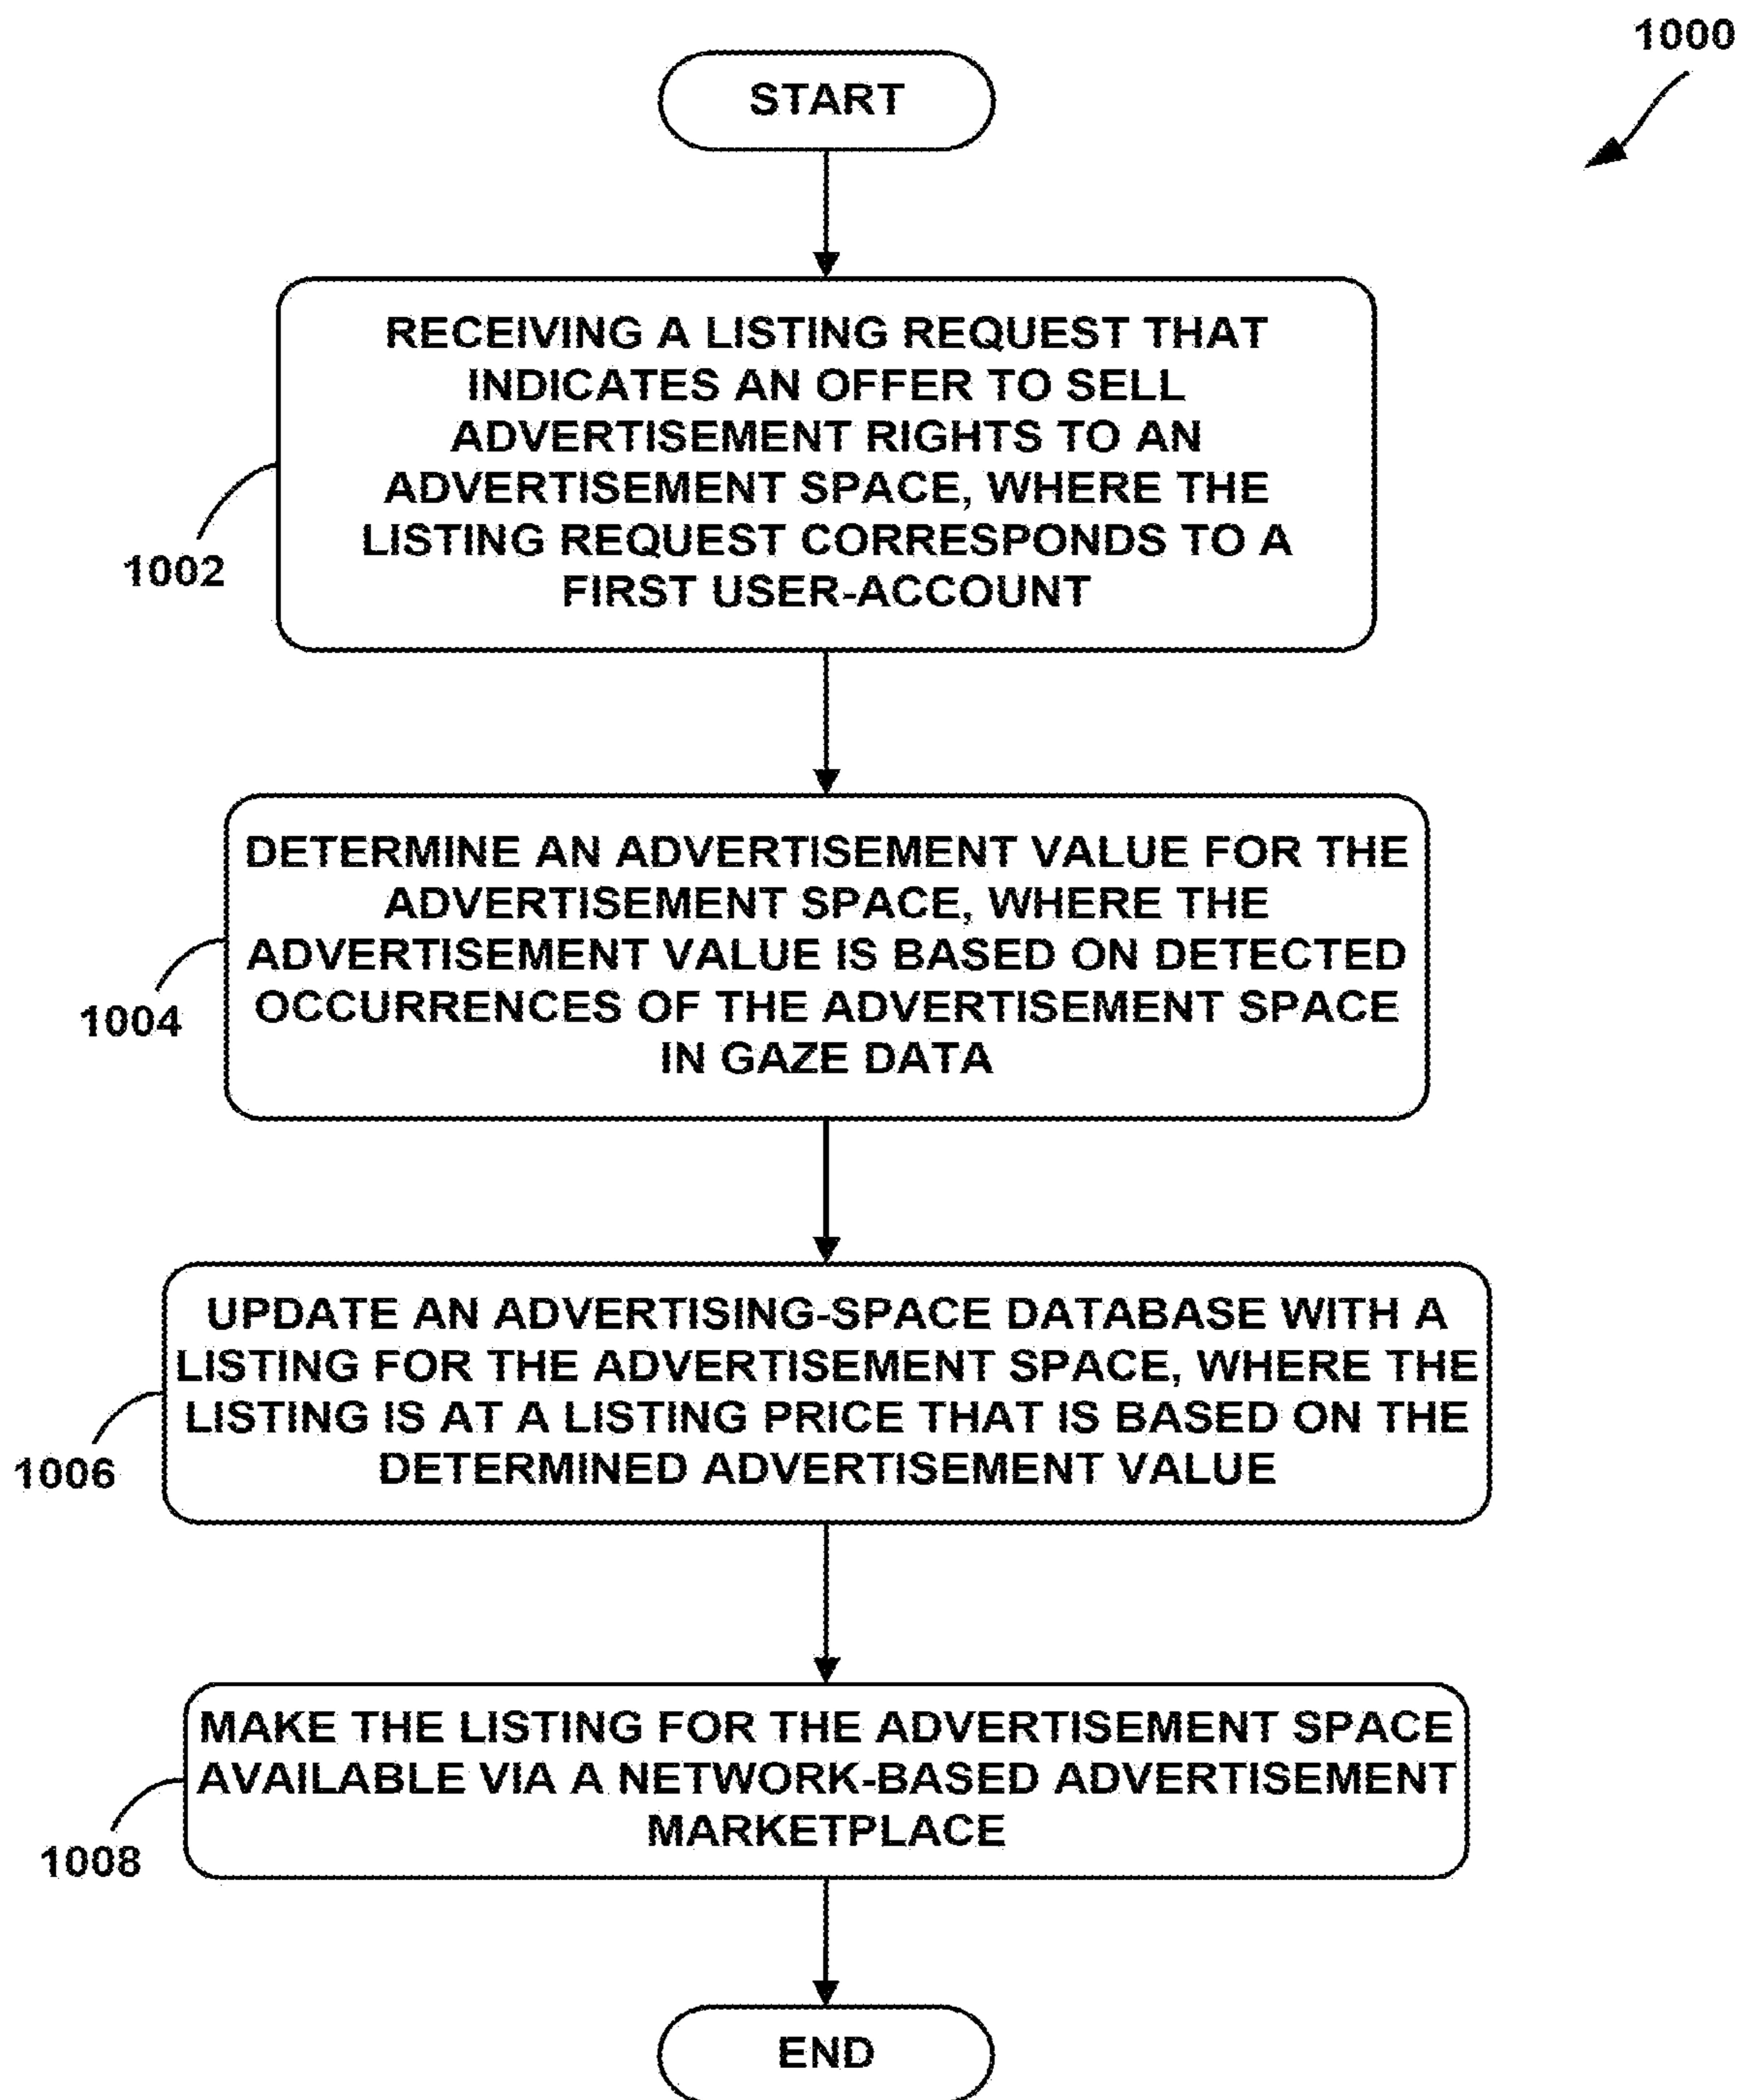 1000
START
RECEIVING A LISTING REQUEST THAT
INDICATES AN OFFER TO SELL
ADVERTISEMENT RIGHTS TO AN
ADVERTISEMENT SPACE, WHERE THE
LISTING REQUEST CORRESPONDS TO A
FIRST USER-ACCOUNT
1002
DETERMINE AN ADVERTISEMENT VALUE FOR THE
ADVERTISEMENT SPACE, WHERE THE
ADVERTISEMENT VALUE IS BASED ON DETECTED
OCCURRENCES OF THE ADVERTISEMENT SPACE
IN GAZE DATA
1004
UPDATE AN ADVERTISING-SPACE DATABASE WITH A
LISTING FOR THE ADVERTISEMENT SPACE, WHERE THE
LISTING IS AT A LISTING PRICE THAT IS BASED ON THE
DETERMINED ADVERTISEMENT VALUE
1006
MAKE THE LISTING FOR THE ADVERTISEMENT SPACE
AVAILABLE VIA A NETWORK-BASED ADVERTISEMENT
MARKETPLACE
1008
END